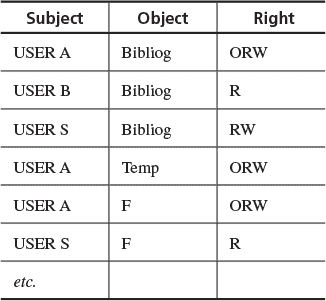 Subject Object Right
USER A Bibliog ORW
USER B Bibliog R
USER S Bibliog RW
USER A Temp ORW
USER A F ORW
USER S F R
etc.